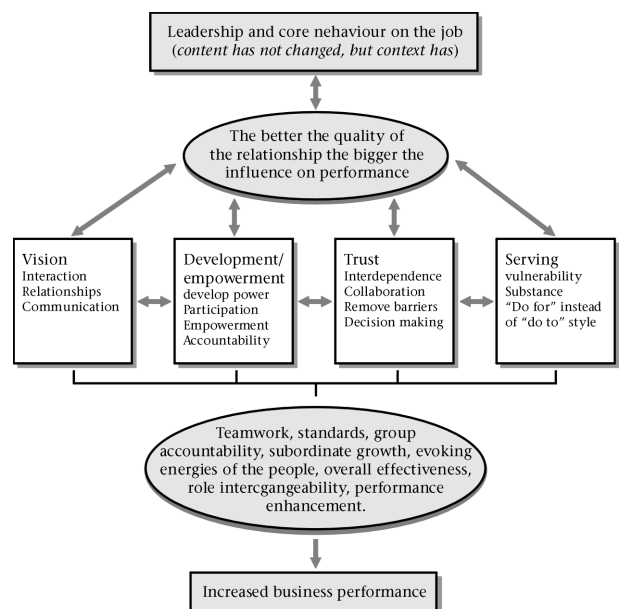 Leadership and core nehaviour on the job
(content has not changed, but context has)
The better the quality of
the relationship the bigger the
influence on performance
Vision
Interaction
Relationships
Communication
Development/
empowerment
develop power
Participation
Empowerment
Accountability
Trust
Interdependence
Collaboration
Remove barriers
Decision making
Serving
vulnerability
Substance
“Do for” instead
of “do to” style
Teamwork, standards, group
accountability, subordinate growth, evoking
energies of the people, overall effectiveness,
role intercgangeability, performance
enhancement.
Increased business performance